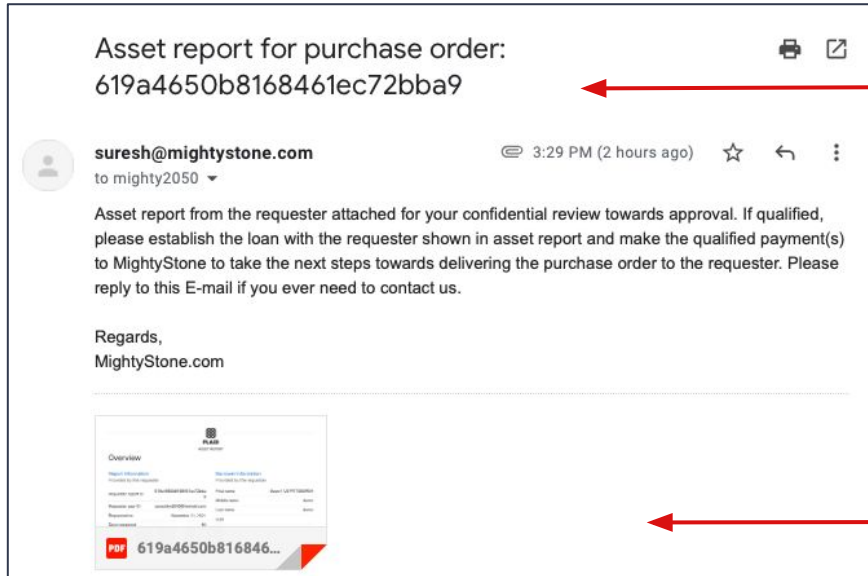 Asset report for purchase order:
619a4650b8168461ec72bba9
suresh@mightystone.com
3:29 PM (2 hours ago)
to mighty2050
Asset report from the requester attached for your confidential review towards approval. If qualified,
please establish the loan with the requester shown in asset report and make the qualified payment(s)
to MightyStone to take the next steps towards delivering the purchase order to the requester. Please
reply to this E-mail if you ever need to contact us.
Regards,
MightyStone.com
PLAID
Overview
PDF
619a4650b816846...